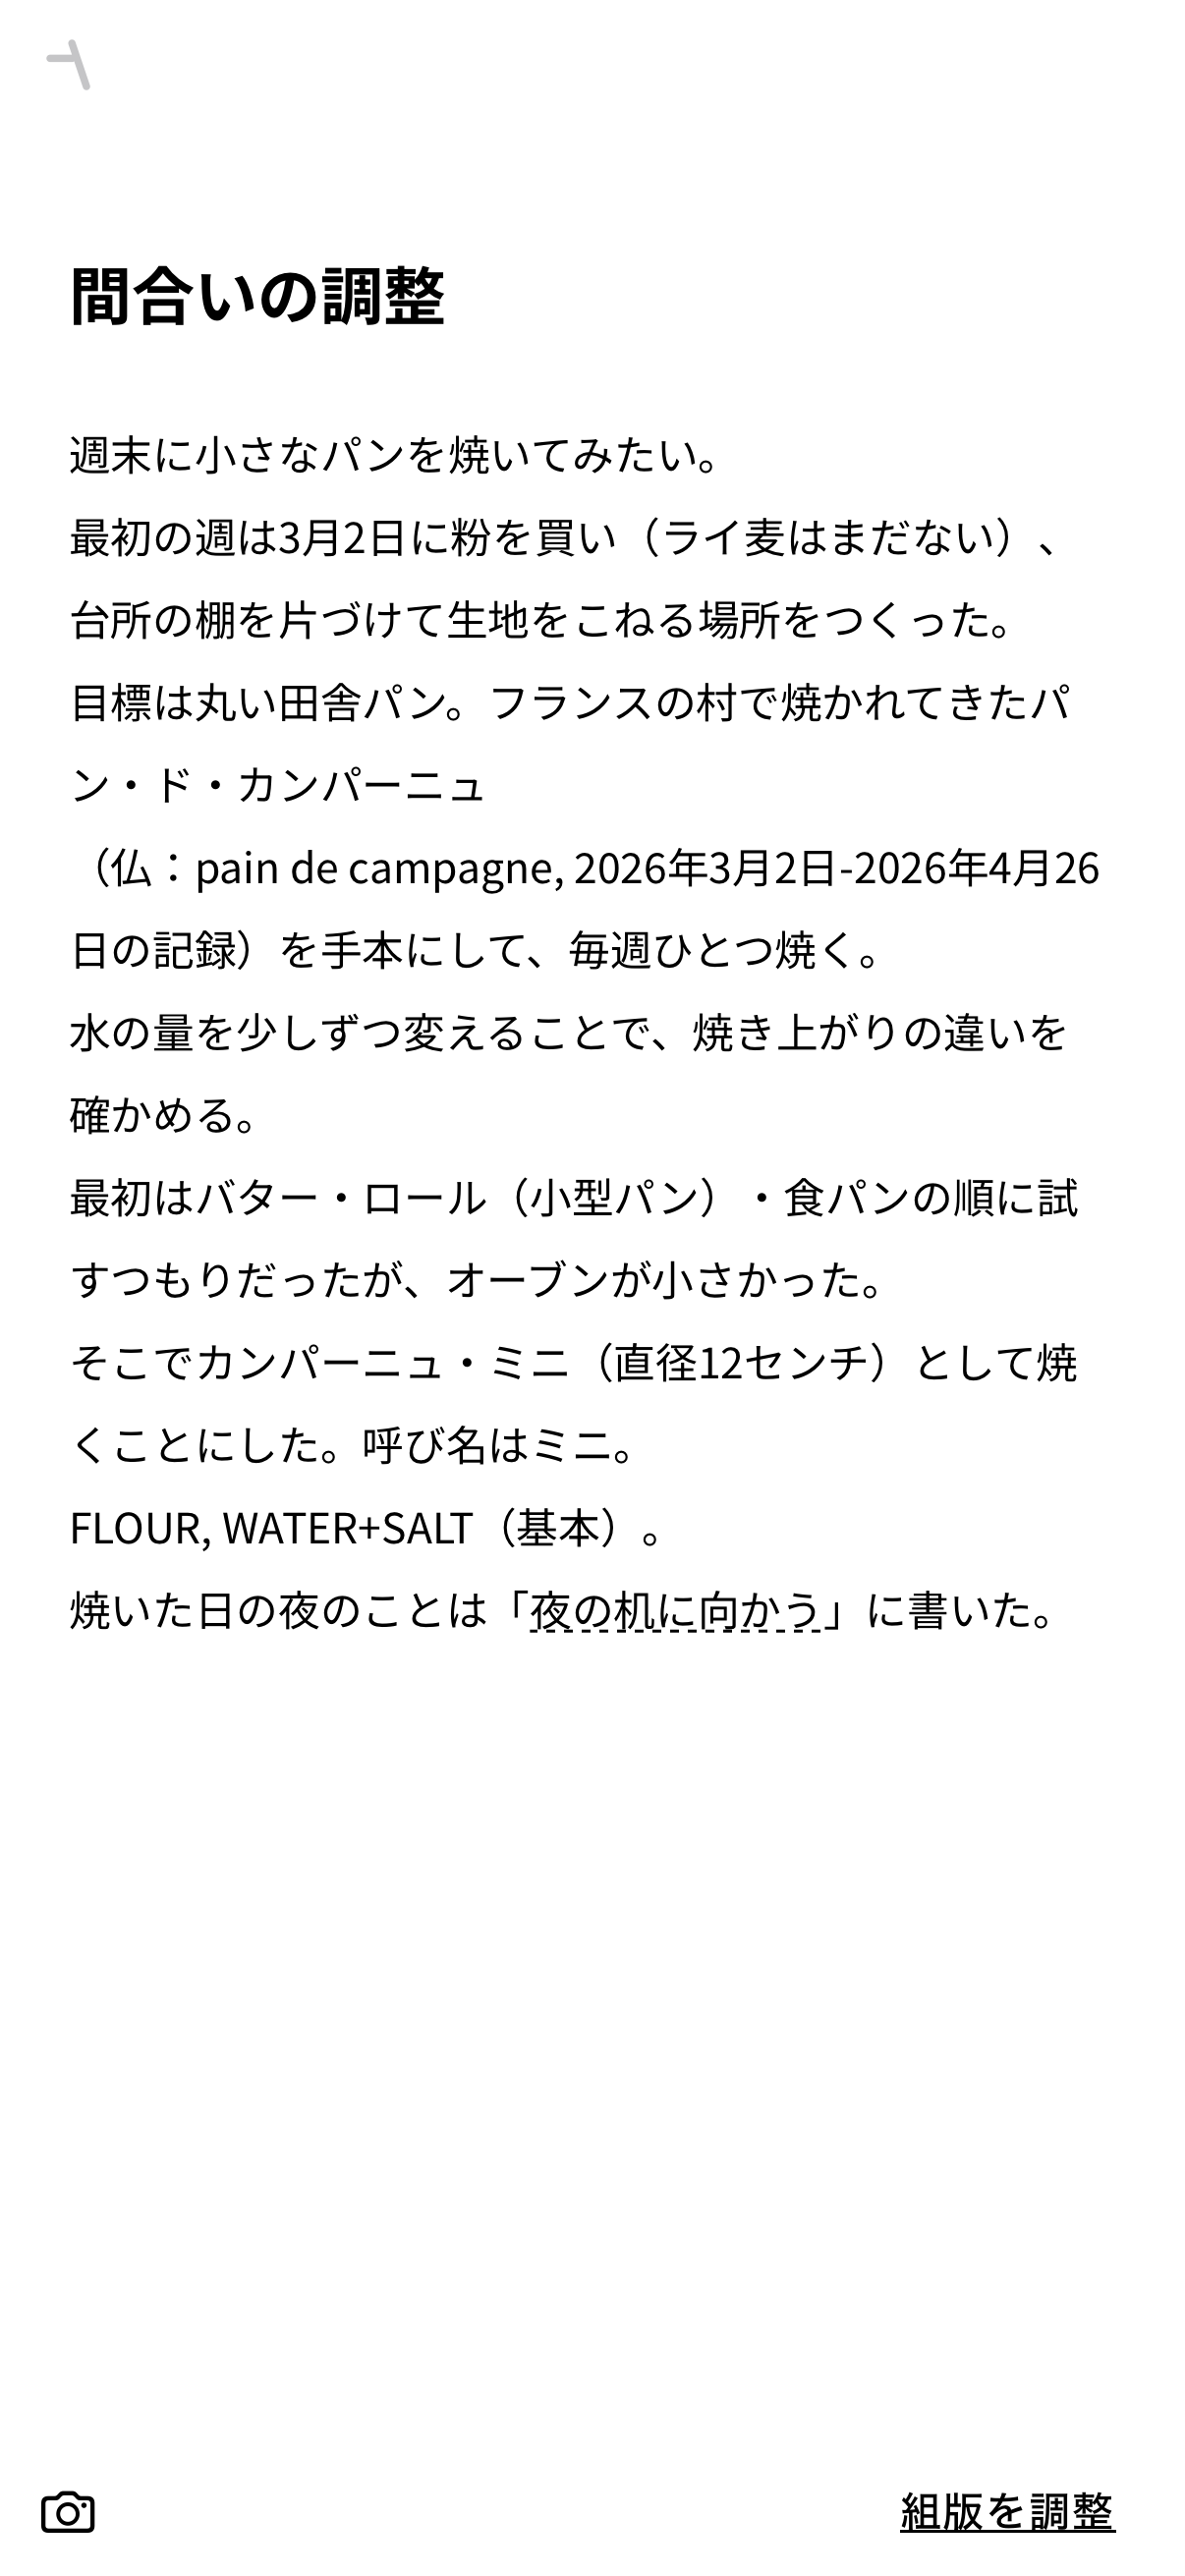 間合いの調整
週末に小さなパンを焼いてみたい。
最初の週は3月2日に粉を買い（ライ麦はまだない）、
台所の棚を片づけて生地をこねる場所をつくった。
目標は丸い田舎パン。フランスの村で焼かれてきたパ
ン・ド・カンパーニュ
（仏：pain de campagne, 2026年3月2日-2026年4月26
日の記録）を手本にして、毎週ひとつ焼く。
水の量を少しずつ変えることで、焼き上がりの違いを
確かめる。
最初はバター・ロール（小型パン）・食パンの順に試
すつもりだったが、オーブンが小さかった。
そこでカンパーニュ・ミニ（直径12センチ）として焼
くことにした。呼び名はミニ。
FLOUR, WATER+SALT（基本）。
焼いた日の夜のことは「夜の机に向かう」に書いた。
組版を調整